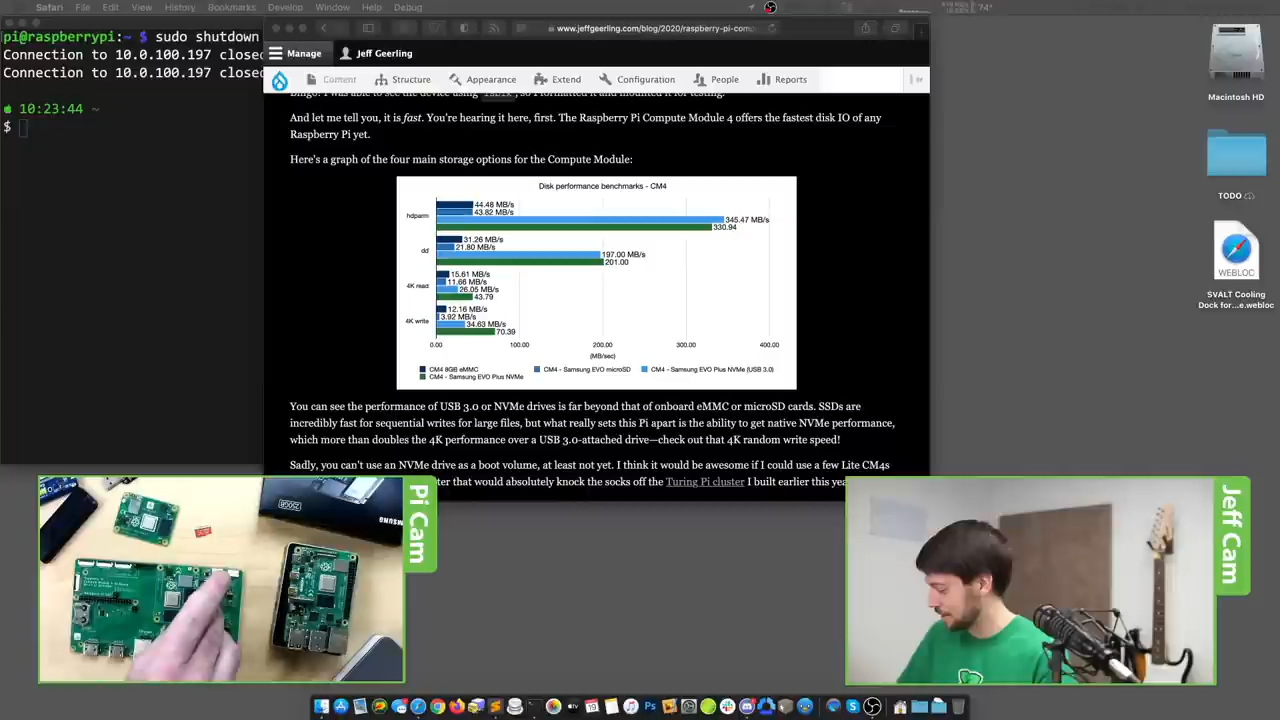 Safari File Edit View History Bookmarks Develop Window Help Debug
74°
pi@raspberrypi:~ $ sudo shutdown
Connection to 10.0.100.197 closed
Connection to 10.0.100.197 closed
10:23:44 ~
$
www.jeffgeerling.com/blog/2020/raspberry-pi-com
Manage Jeff Geerling
Content Structure Appearance Extend Configuration People Reports
And let me tell you, it is fast. You're hearing it here, first. The Raspberry Pi Compute Module 4 offers the fastest disk IO of any
Raspberry Pi yet.
Here's a graph of the four main storage options for the Compute Module:
Disk performance benchmarks - CM4
hdparm
44.48 MB/s
43.82 MB/s
345.47 MB/s
330.94
dd
31.26 MB/s
21.80 MB/s
197.00 MB/s
201.00
4K read
15.61 MB/s
11.66 MB/s
26.05 MB/s
43.79
4K write
12.16 MB/s
3.92 MB/s
34.63 MB/s
70.39
0.00 100.00 200.00 300.00 400.00
(MB/sec)
CM4 8GB eMMC CM4 - Samsung EVO microSD CM4 - Samsung EVO Plus NVMe (USB 3.0)
CM4 - Samsung EVO Plus NVMe
You can see the performance of USB 3.0 or NVMe drives is far beyond that of onboard eMMC or microSD cards. SSDs are
incredibly fast for sequential writes for large files, but what really sets this Pi apart is the ability to get native NVMe performance,
which more than doubles the 4K performance over a USB 3.0-attached drive—check out that 4K random write speed!
Sadly, you can't use an NVMe drive as a boot volume, at least not yet. I think it would be awesome if I could use a few Lite CM4s
ter that would absolutely knock the socks off the Turing Pi cluster I built earlier this yea
Macintosh HD
TODO
WEBLOC
SVALT Cooling
Dock for...e.webloc
Pi Cam
SAMSUNG
Jeff Cam